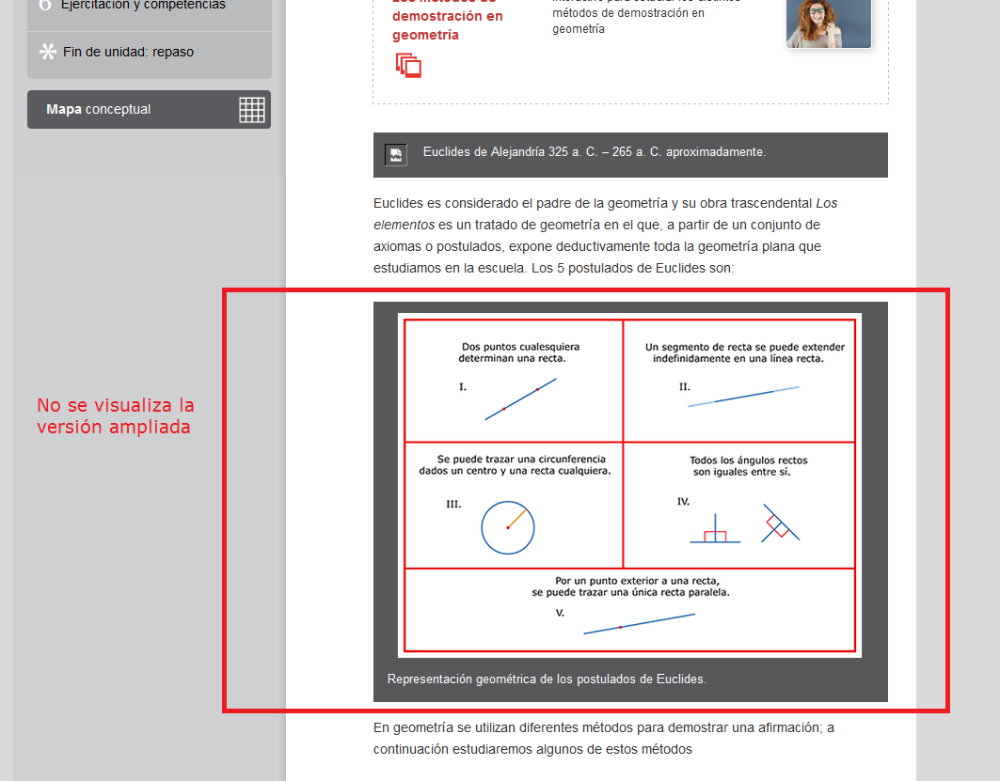 6 Ejercitación y competencias
Fin de unidad: repaso
Mapa conceptual
demostración en
geometría
métodos de demostración en
geometría
Euclides de Alejandría 325 a. C. – 265 a. C. aproximadamente.
Euclides es considerado el padre de la geometría y su obra trascendental Los
elementos es un tratado de geometría en el que, a partir de un conjunto de
axiomas o postulados, expone deductivamente toda la geometría plana que
estudiamos en la escuela. Los 5 postulados de Euclides son:
No se visualiza la
versión ampliada
Dos puntos cualesquiera
determinan una recta.
I.
Un segmento de recta se puede extender
indefinidamente en una línea recta.
II.
Se puede trazar una circunferencia
dados un centro y una recta cualquiera.
III.
Todos los ángulos rectos
son iguales entre sí.
IV.
Por un punto exterior a una recta,
se puede trazar una única recta paralela.
V.
Representación geométrica de los postulados de Euclides.
En geometría se utilizan diferentes métodos para demostrar una afirmación; a
continuación estudiaremos algunos de estos métodos